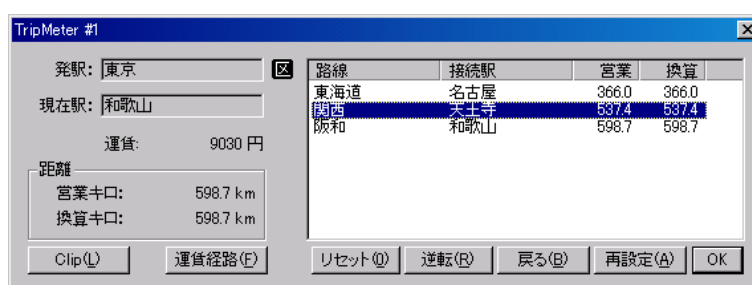 TripMeter #1
発駅: 東京 区
現在駅: 和歌山
運賃: 9030 円
距離
営業キロ: 598.7 km
換算キロ: 598.7 km
Clip(L) 運賃経路(F)
路線 接続駅 営業 換算
東海道 名古屋 366.0 366.0
関西 天王寺 537.4 537.4
阪和 和歌山 598.7 598.7
リセット(0) 逆転(R) 戻る(B) 再設定(A) OK